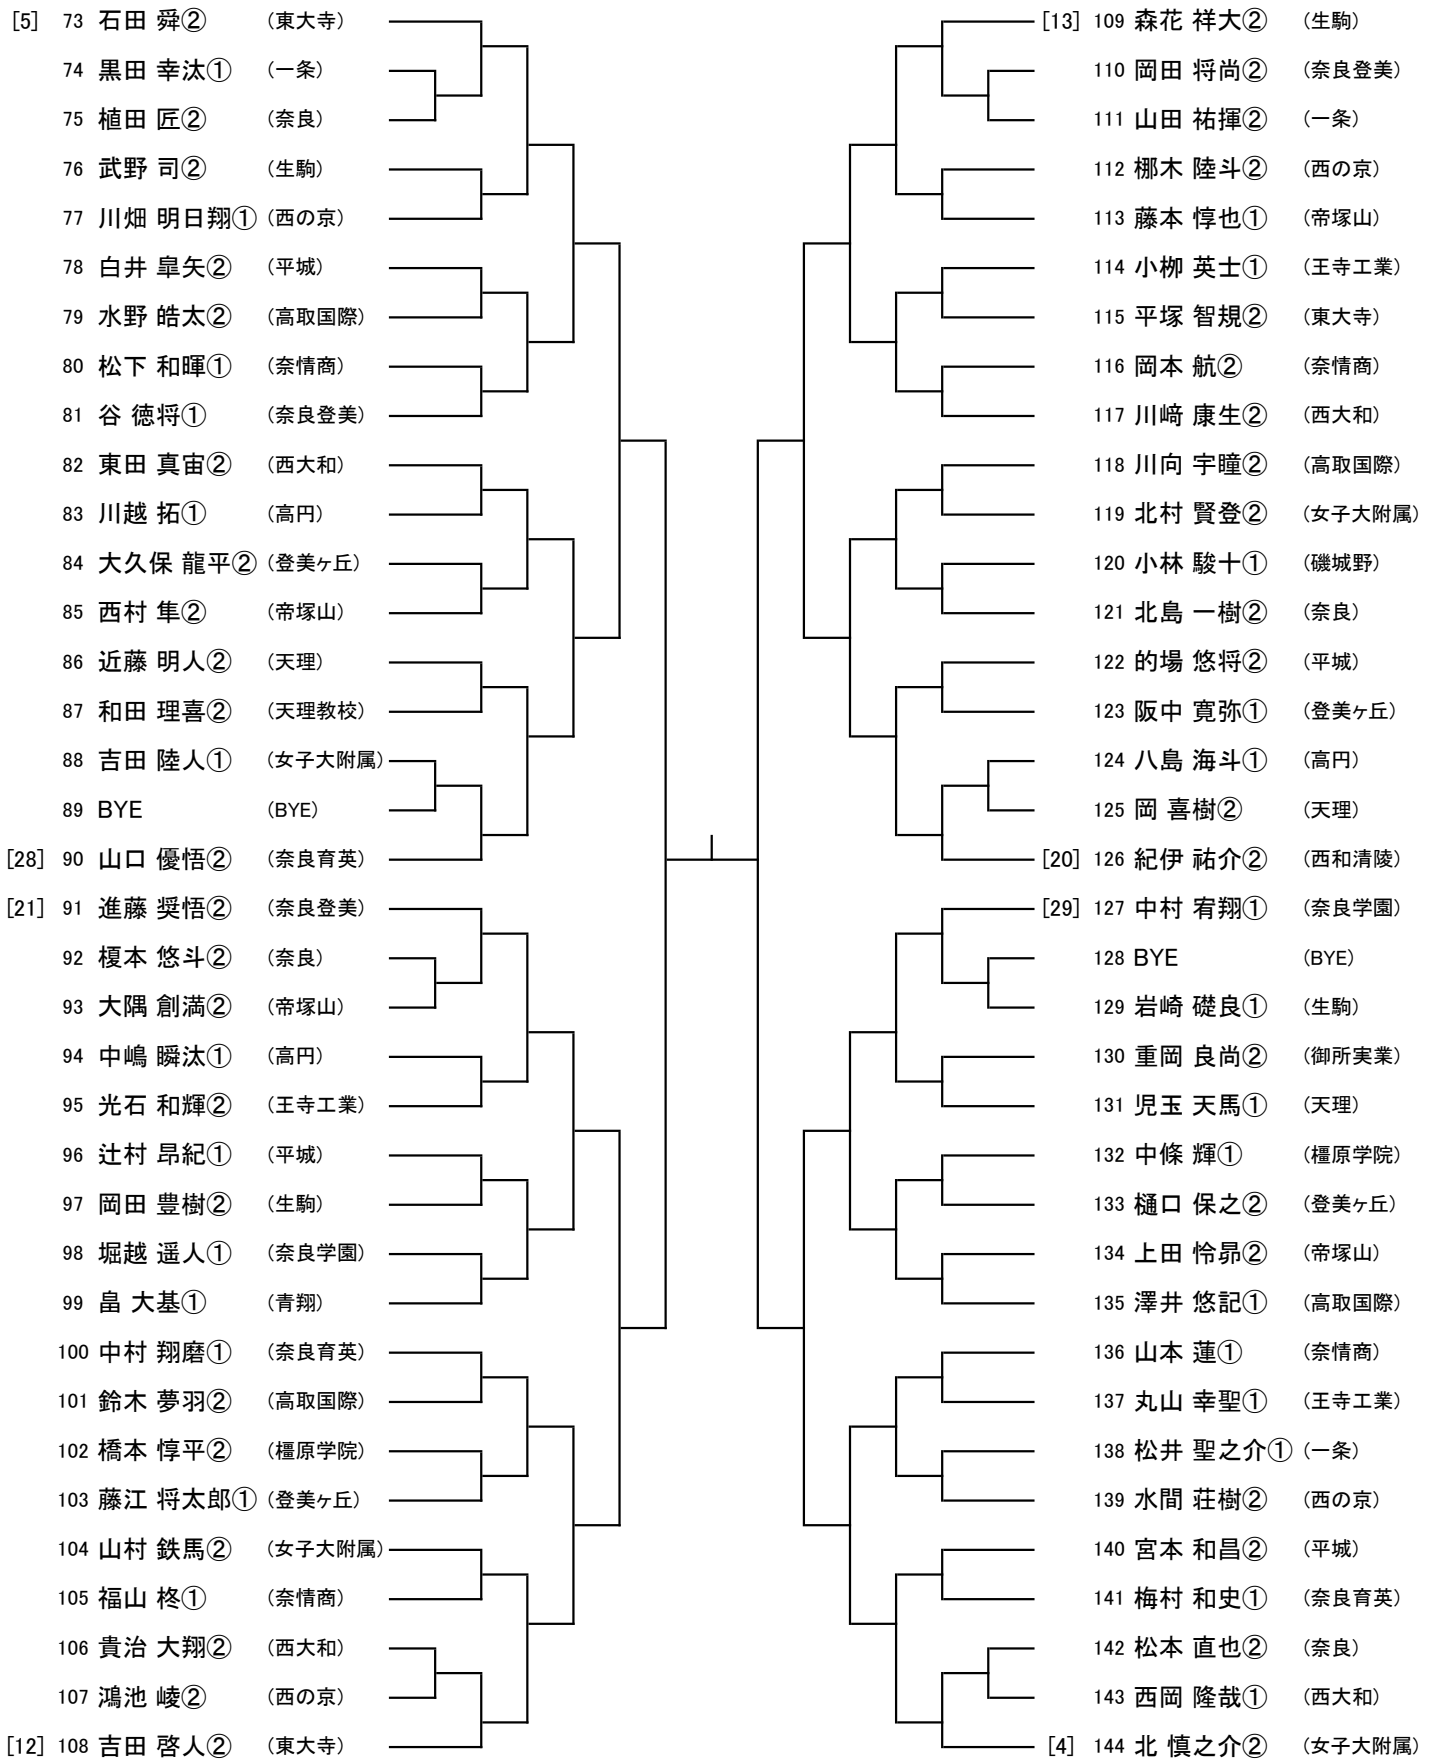 [5] 73 石田 舜② (東大寺)
74 黒田 幸汰① (一条)
75 植田 匠② (奈良)
76 武野 司② (生駒)
77 川畑 明日翔① (西の京)
78 白井 皐矢② (平城)
79 水野 皓太② (高取国際)
80 松下 和暉① (奈情商)
81 谷 徳将① (奈良登美)
82 東田 真宙② (西大和)
83 川越 拓① (高円)
84 大久保 龍平② (登美ヶ丘)
85 西村 隼② (帝塚山)
86 近藤 明人② (天理)
87 和田 理喜② (天理教校)
88 吉田 陸人① (女子大附属)
89 BYE (BYE)
[28] 90 山口 優悟② (奈良育英)
[21] 91 進藤 奨悟② (奈良登美)
92 榎本 悠斗② (奈良)
93 大隅 創満② (帝塚山)
94 中嶋 瞬汰① (高円)
95 光石 和輝② (王寺工業)
96 辻村 昂紀① (平城)
97 岡田 豊樹② (生駒)
98 堀越 遥人① (奈良学園)
99 畠 大基① (青翔)
100 中村 翔磨① (奈良育英)
101 鈴木 夢羽② (高取国際)
102 橋本 惇平② (橿原学院)
103 藤江 将太郎① (登美ヶ丘)
104 山村 鉄馬② (女子大附属)
105 福山 柊① (奈情商)
106 貴治 大翔② (西大和)
107 鴻池 崚② (西の京)
[12] 108 吉田 啓人② (東大寺)
[13] 109 森花 祥大② (生駒)
110 岡田 将尚② (奈良登美)
111 山田 祐揮② (一条)
112 梛木 陸斗② (西の京)
113 藤本 惇也① (帝塚山)
114 小栁 英士① (王寺工業)
115 平塚 智規② (東大寺)
116 岡本 航② (奈情商)
117 川﨑 康生② (西大和)
118 川向 宇瞳② (高取国際)
119 北村 賢登② (女子大附属)
120 小林 駿十① (磯城野)
121 北島 一樹② (奈良)
122 的場 悠将② (平城)
123 阪中 寛弥① (登美ヶ丘)
124 八島 海斗① (高円)
125 岡 喜樹② (天理)
[20] 126 紀伊 祐介② (西和清陵)
[29] 127 中村 宥翔① (奈良学園)
128 BYE (BYE)
129 岩崎 礎良① (生駒)
130 重岡 良尚② (御所実業)
131 児玉 天馬① (天理)
132 中條 輝① (橿原学院)
133 樋口 保之② (登美ヶ丘)
134 上田 怜昴② (帝塚山)
135 澤井 悠記① (高取国際)
136 山本 蓮① (奈情商)
137 丸山 幸聖① (王寺工業)
138 松井 聖之介① (一条)
139 水間 荘樹② (西の京)
140 宮本 和昌② (平城)
141 梅村 和史① (奈良育英)
142 松本 直也② (奈良)
143 西岡 隆哉① (西大和)
[4] 144 北 慎之介② (女子大附属)